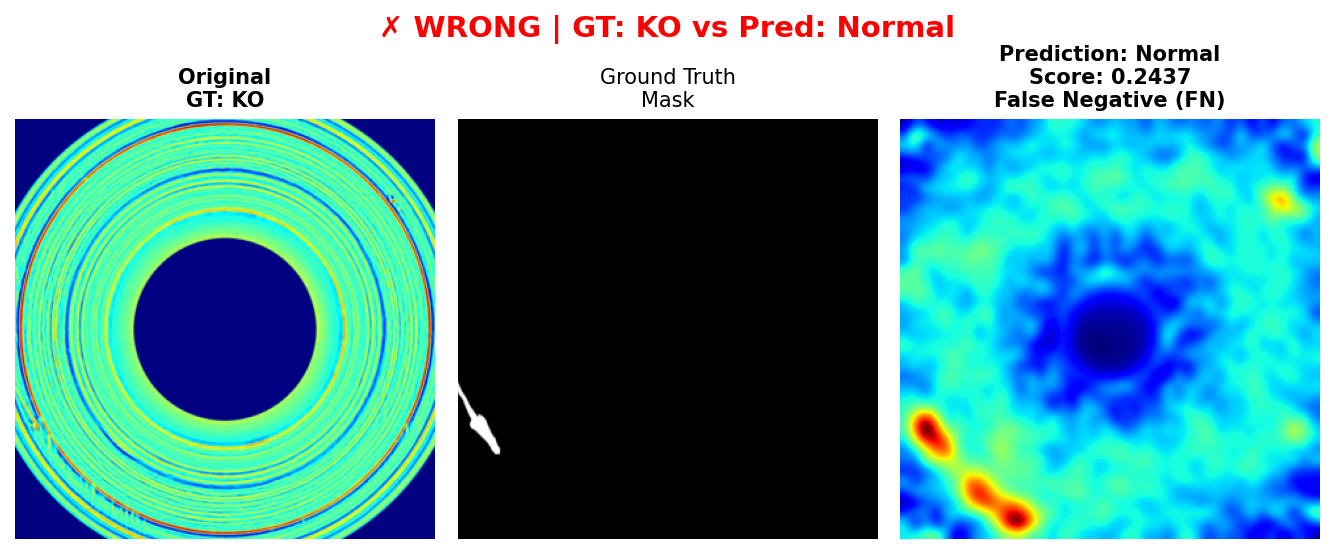 ✗ WRONG | GT: KO vs Pred: Normal
Original
GT: KO
Ground Truth
Mask
Prediction: Normal
Score: 0.2437
False Negative (FN)